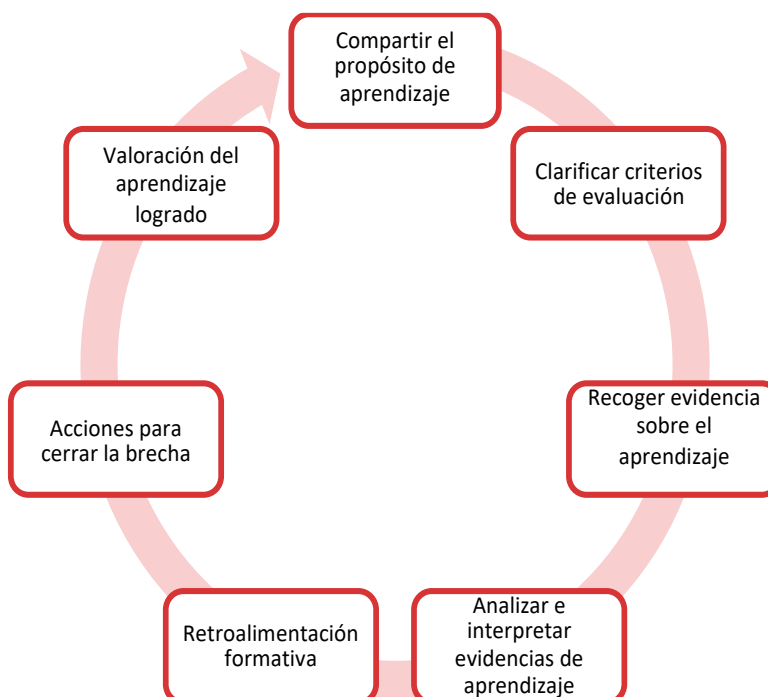 Compartir el
propósito de
aprendizaje
Clarificar criterios
de evaluación
Recoger evidencia
sobre el
aprendizaje
Analizar e
interpretar
evidencias de
aprendizaje
Retroalimentación
formativa
Acciones para
cerrar la brecha
Valoración del
aprendizaje
logrado